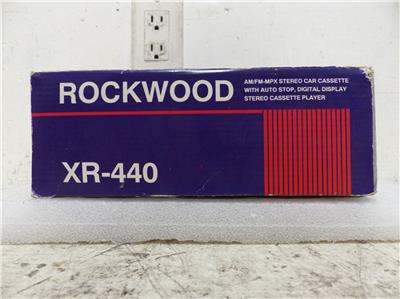 ROCKWOOD
AM/FM-MPX STEREO CAR CASSETTE
WITH AUTO STOP, DIGITAL DISPLAY
STEREO CASSETTE PLAYER
XR-440